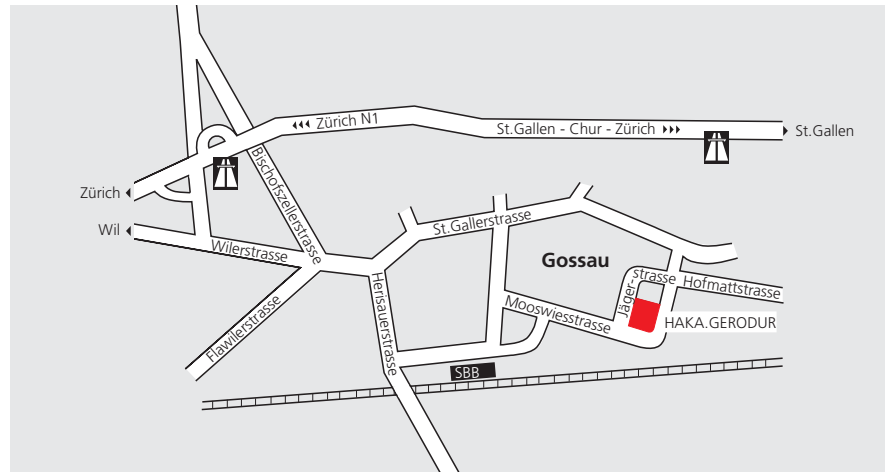 Zürich N1
St.Gallen - Chur - Zürich
St.Gallen
Bischofszellerstrasse
Zürich
Wil
St.Gallerstrasse
Wilerstrasse
Gossau
Jäger-
strasse
Hofmattstrasse
Herisauerstrasse
Mooswiesstrasse
HAKA.GERODUR
Flawilerstrasse
SBB